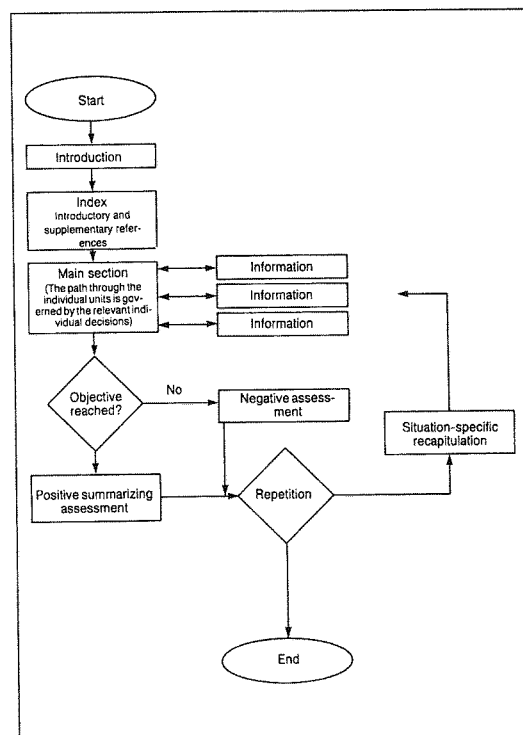 Start
Introduction
Index
Introductory and
supplementary refer-
ences
Main section
(The path through the
individual units is gov-
erned by the relevant indi-
vidual decisions)
Information
Information
Information
Objective
reached?
No
Negative assess-
ment
Situation-specific
recapitulation
Positive summarizing
assessment
Repetition
End